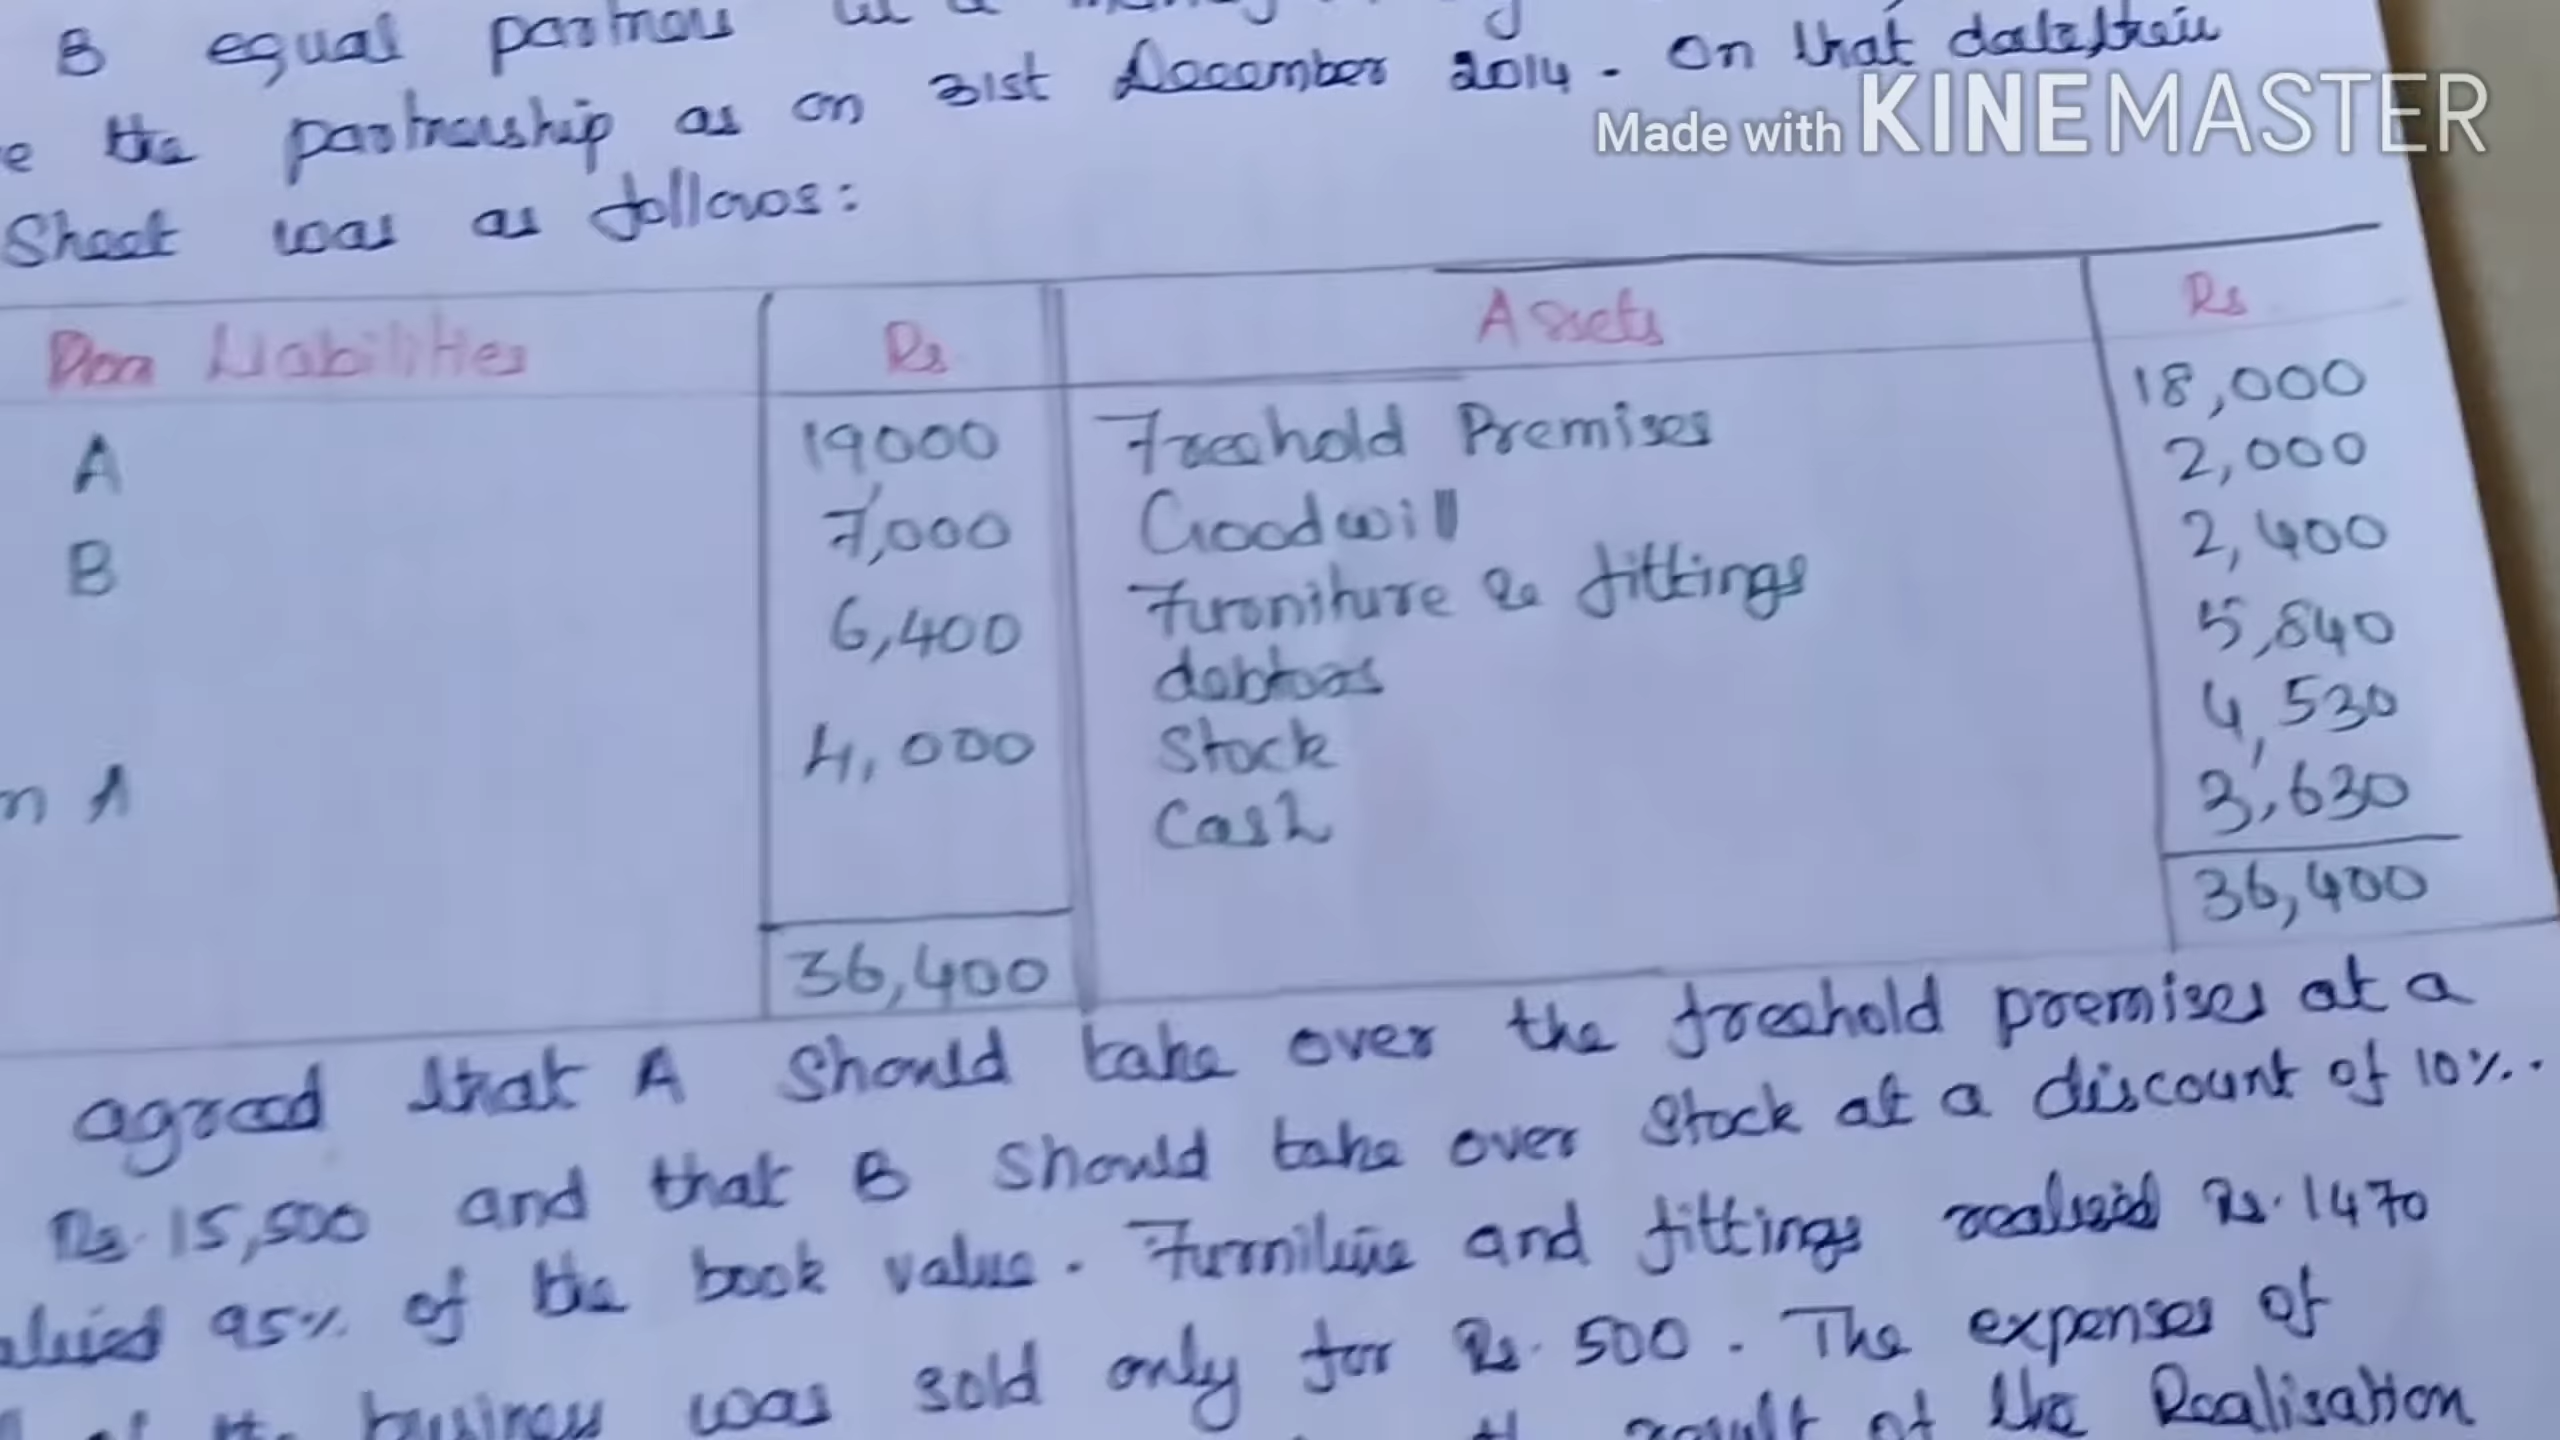 B equal partners in a
the partnership as on 31st December 2014. On that date, their
Sheet was as follows:
Liabilities Rs Assets Rs
A 19000 Freehold Premises 18,000
B 7,000 Goodwill 2,000
6,400 Furniture & fittings 2,400
debtors 5,840
A 4,000 Stock 4,530
Cash 3,630
36,400 36,400
agreed that A should take over the freehold premises at a
Rs. 15,500 and that B should take over Stock at a discount of 10%.
95% of the book value. Furniture and fittings realised Rs. 1470
business was sold only for Rs. 500. The expenses of
result of the Realisation
Made with KINEMASTER